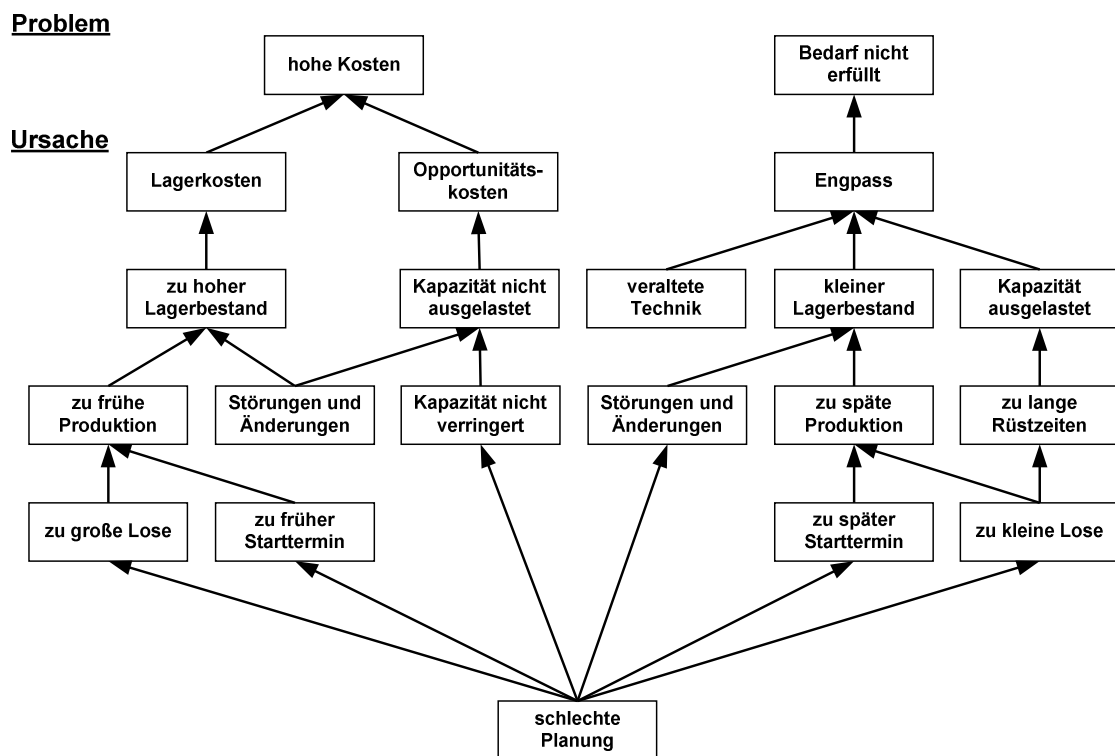 Problem
hohe Kosten
Bedarf nicht
erfüllt
Ursache
Lagerkosten
Opportunitäts-
kosten
Engpass
zu hoher
Lagerbestand
Kapazität nicht
ausgelastet
veraltete
Technik
kleiner
Lagerbestand
Kapazität
ausgelastet
zu frühe
Produktion
Störungen und
Änderungen
Kapazität nicht
verringert
Störungen und
Änderungen
zu späte
Produktion
zu lange
Rüstzeiten
zu große Lose
zu früher
Starttermin
zu später
Starttermin
zu kleine Lose
schlechte
Planung